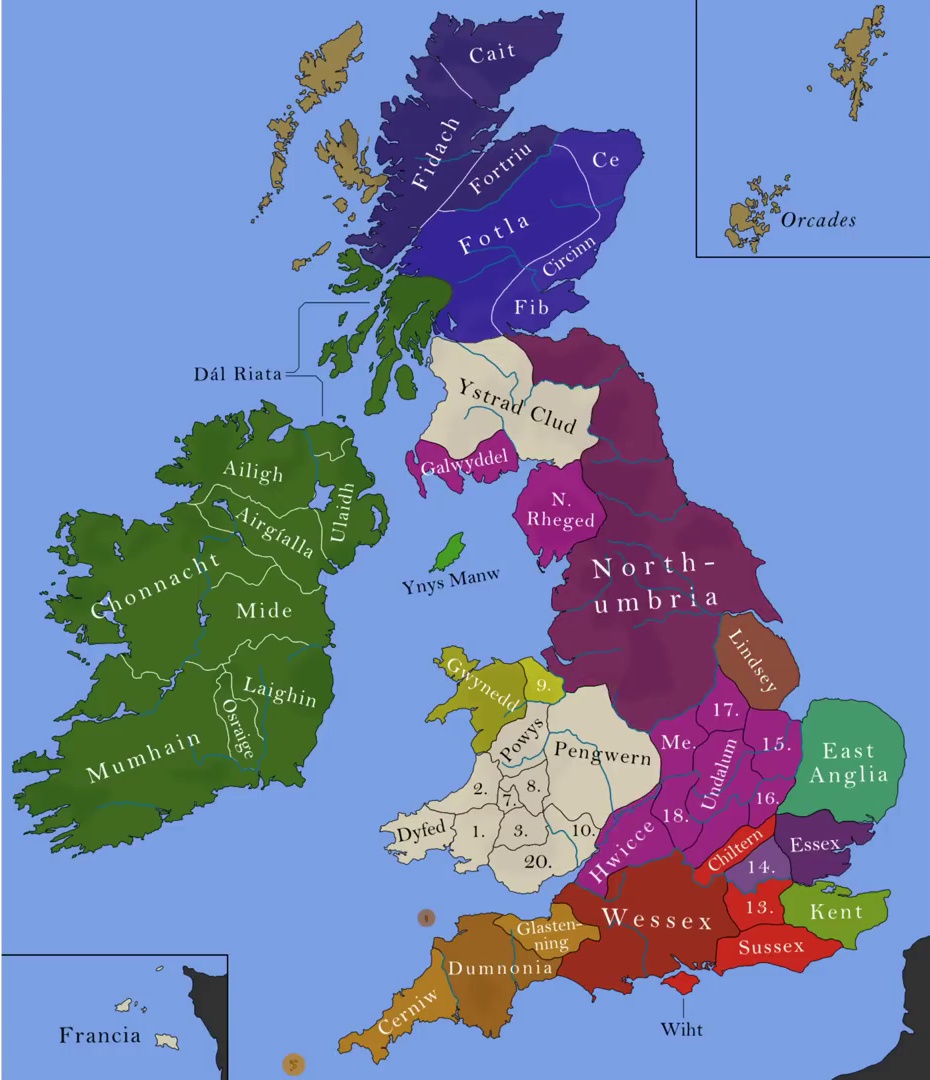 Cait
Fidach
Fortriu
Ce
Fotla
Orcades
Circinn
Fib
Dál Riata
Ystrad Clud
Galwyddel
Ailigh
Ulaidh
Airgíalla
N.
Rheged
Chonnacht
Ynys Manw
North-
umbria
Mide
Lindsey
Gwynedd
9.
Laighin
Osraige
17.
Powys
Pengwern
Me.
15.
Mumhain
East
Anglia
Undalum
2.
7.
8.
16.
18.
Dyfed
1.
3.
10.
20.
Hwicce
Chiltern
Essex
14.
13.
Kent
Wessex
Glasten-
ning
Sussex
Dumnonia
Cerniw
Wiht
Francia